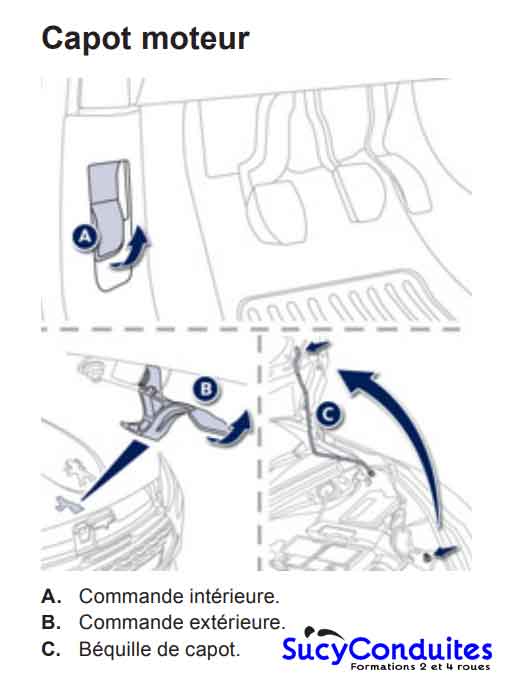 Capot moteur
A
B
C
A. Commande intérieure.
B. Commande extérieure.
C. Béquille de capot.
SucyConduites
Formations 2 et 4 roues